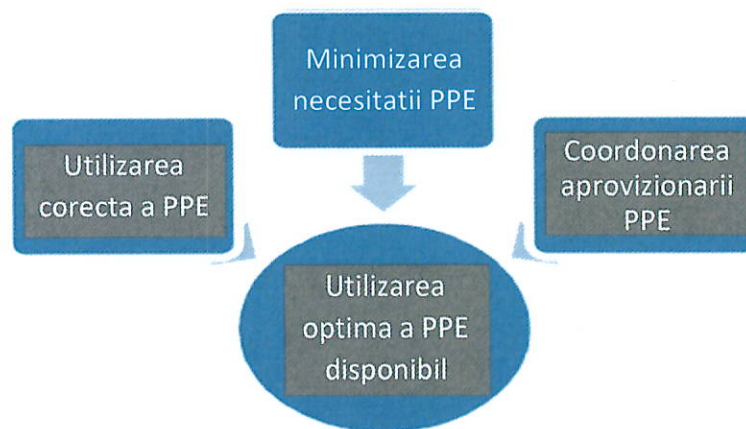 Minimizarea
necesitatii PPE
Utilizarea
corecta a PPE
Coordonarea
aprovizionarii
PPE
Utilizarea
optima a PPE
disponibil